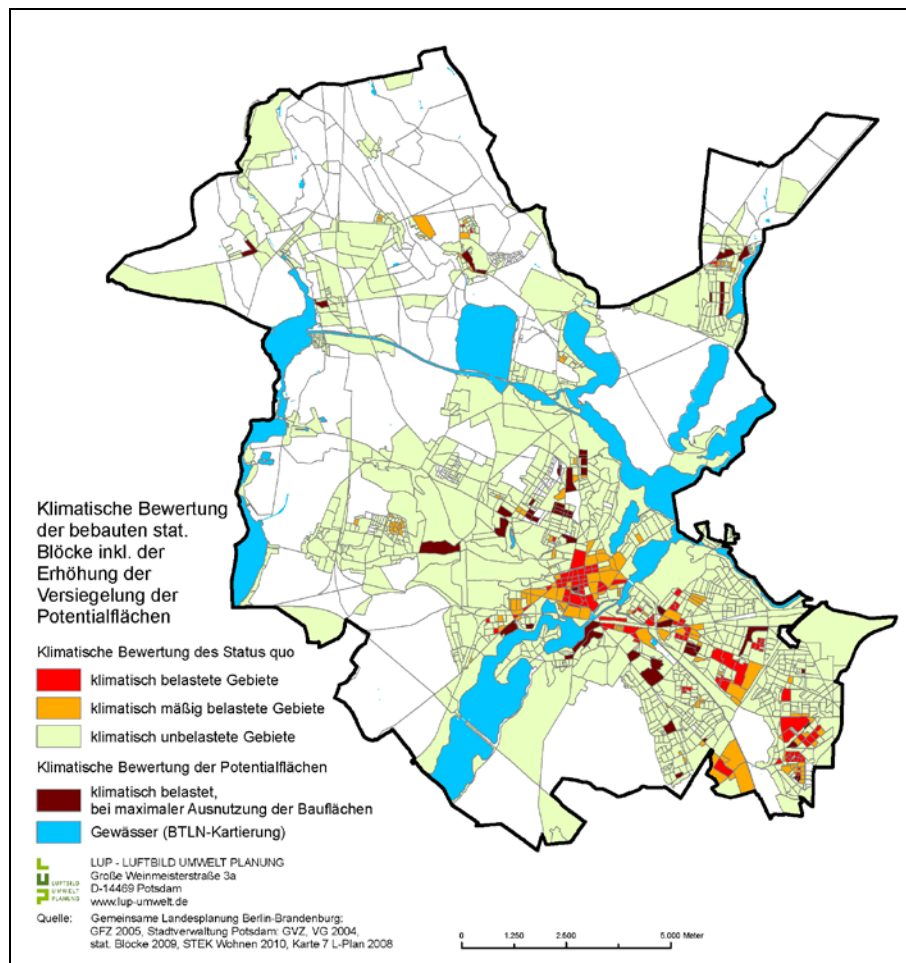 Klimatische Bewertung
der bebauten stat.
Blöcke inkl. der
Erhöhung der
Versiegelung der
Potentialflächen
Klimatische Bewertung des Status quo
klimatisch belastete Gebiete
klimatisch mäßig belastete Gebiete
klimatisch unbelastete Gebiete
Klimatische Bewertung der Potentialflächen
klimatisch belastet,
bei maximaler Ausnutzung der Bauflächen
Gewässer (BTLN-Kartierung)
LUFTBILD
UMWELT
PLANUNG
LUP - LUFTBILD UMWELT PLANUNG
Große Weinmeisterstraße 3a
D-14469 Potsdam
www.lup-umwelt.de
Quelle: Gemeinsame Landesplanung Berlin-Brandenburg:
GFZ 2005, Stadtverwaltung Potsdam: GVZ, VG 2004,
stat. Blöcke 2009, STEK Wohnen 2010, Karte 7 L-Plan 2008
0 1.250 2.500 5.000 Meter